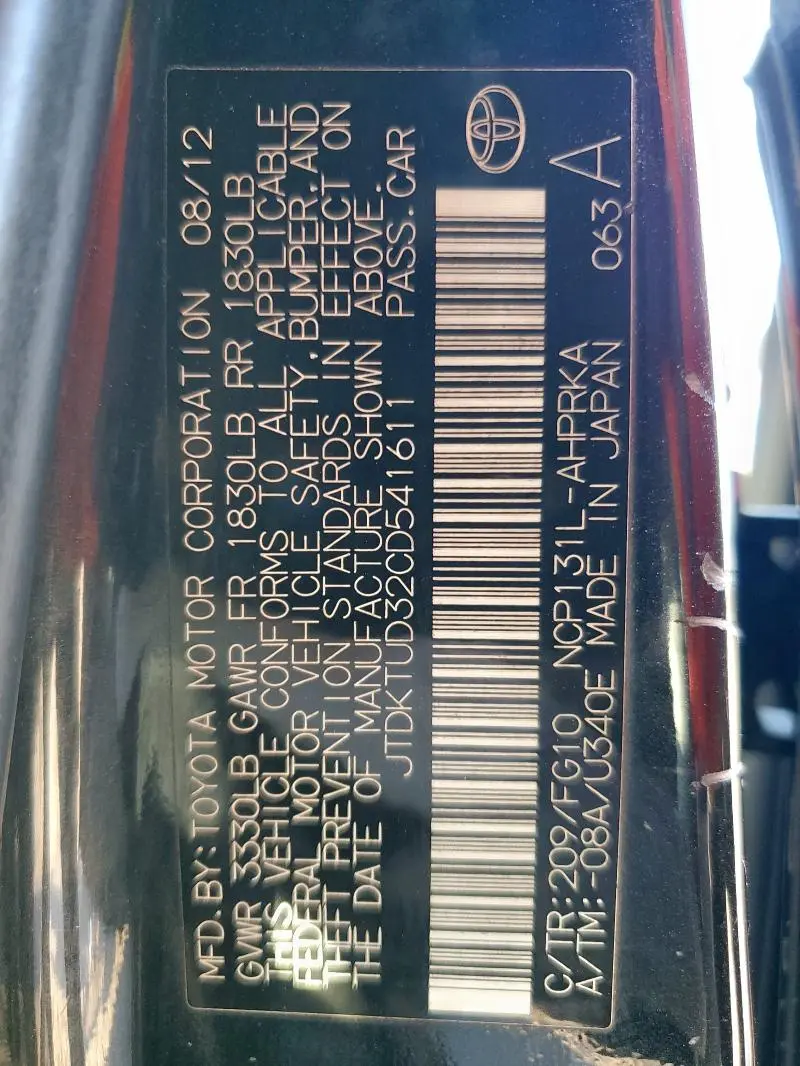 MFD.BY:TOYOTA MOTOR CORPORATION 08/12
GVWR 3330LB GAWR FR 1830LB RR 1830LB
THIS VEHICLE CONFORMS TO ALL APPLICABLE
FEDERAL MOTOR VEHICLE SAFETY,BUMPER,AND
THEFT PREVENTION STANDARDS IN EFFECT ON
THE DATE OF MANUFACTURE SHOWN ABOVE.
JTDKTUD32CD541611 PASS.CAR
C/TR:209/FG10 NCP131L-AHPRKA 063 A
A/TM:-08A/U340E MADE IN JAPAN